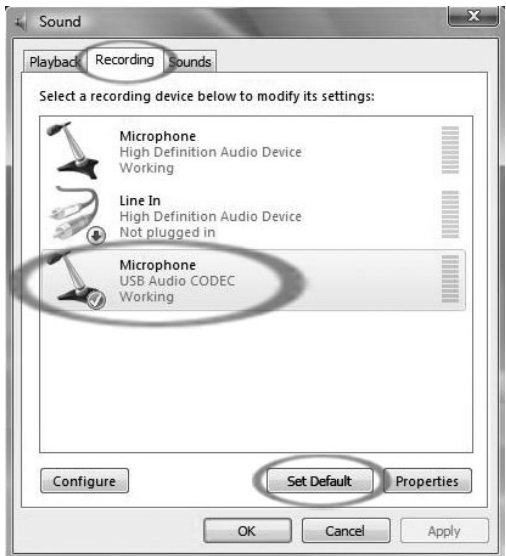 Sound
Playback Recording Sounds
Select a recording device below to modify its settings:
Microphone
High Definition Audio Device
Working
Line In
High Definition Audio Device
Not plugged in
Microphone
USB Audio CODEC
Working
Configure Set Default Properties
OK Cancel Apply